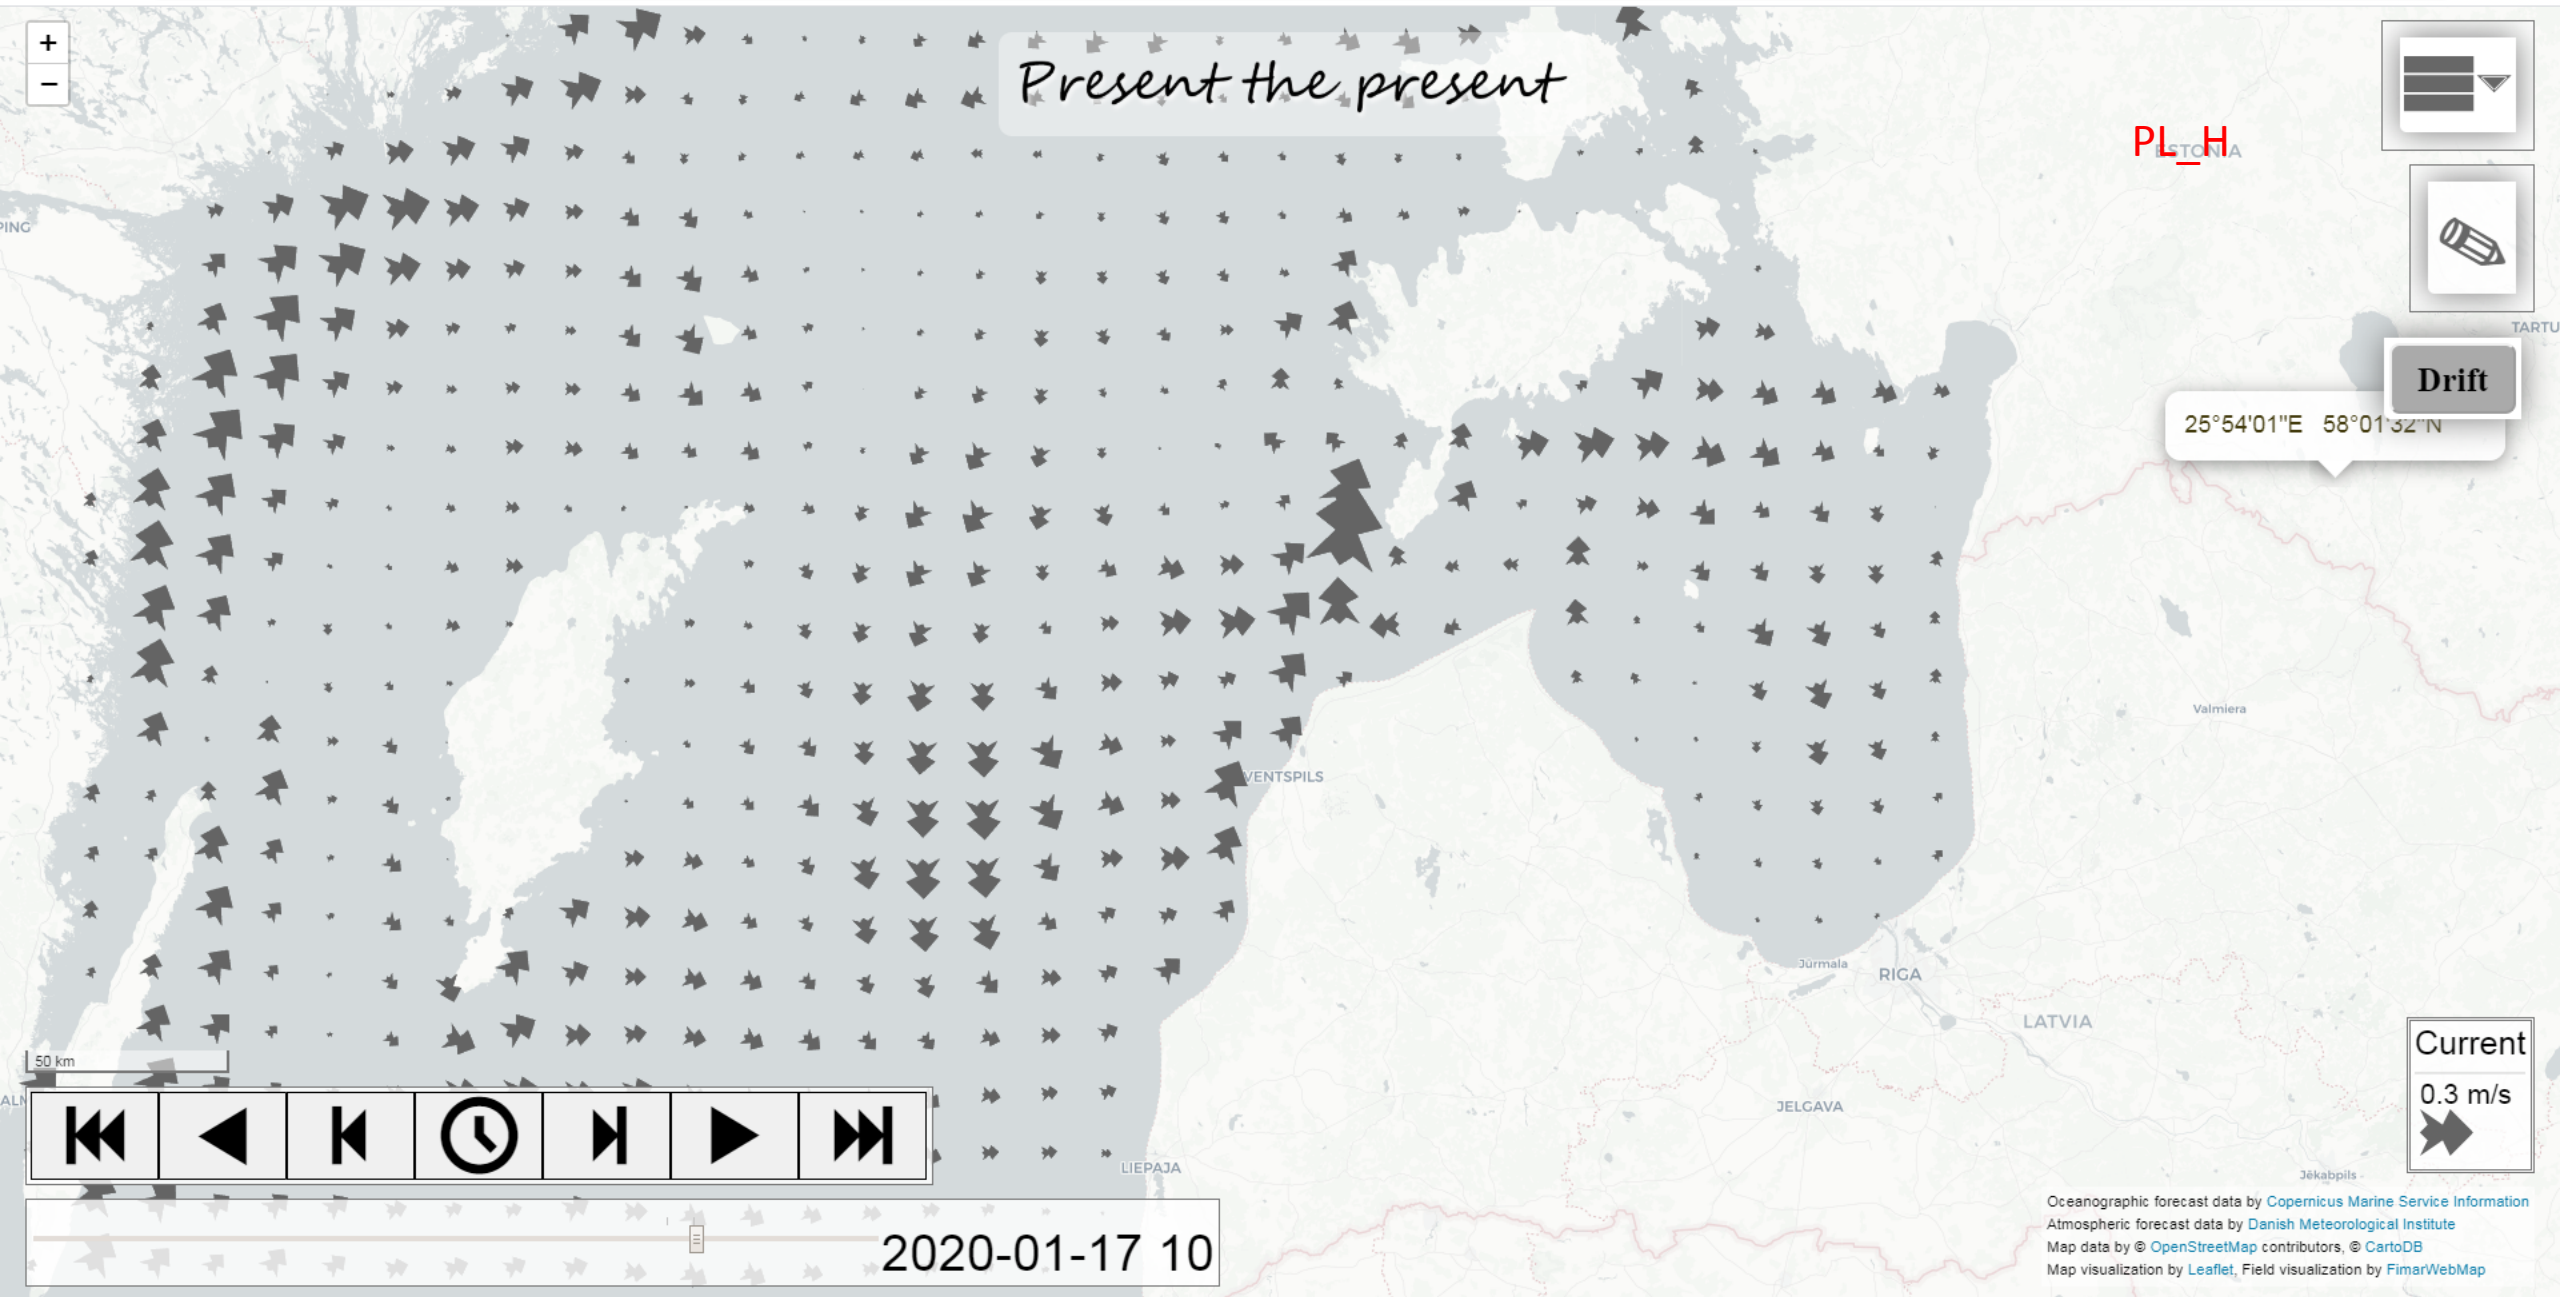 +
−
Present the present
PL_H
ESTONIA
PING
TARTU
Drift
25°54'01"E 58°01'32"N
Valmiera
VENTSPILS
Jūrmala
RIGA
LATVIA
50 km
Current
0.3 m/s
JELGAVA
LIEPAJA
Jēkabpils
2020-01-17 10
Oceanographic forecast data by Copernicus Marine Service Information
Atmospheric forecast data by Danish Meteorological Institute
Map data by © OpenStreetMap contributors, © CartoDB
Map visualization by Leaflet, Field visualization by FimarWebMap